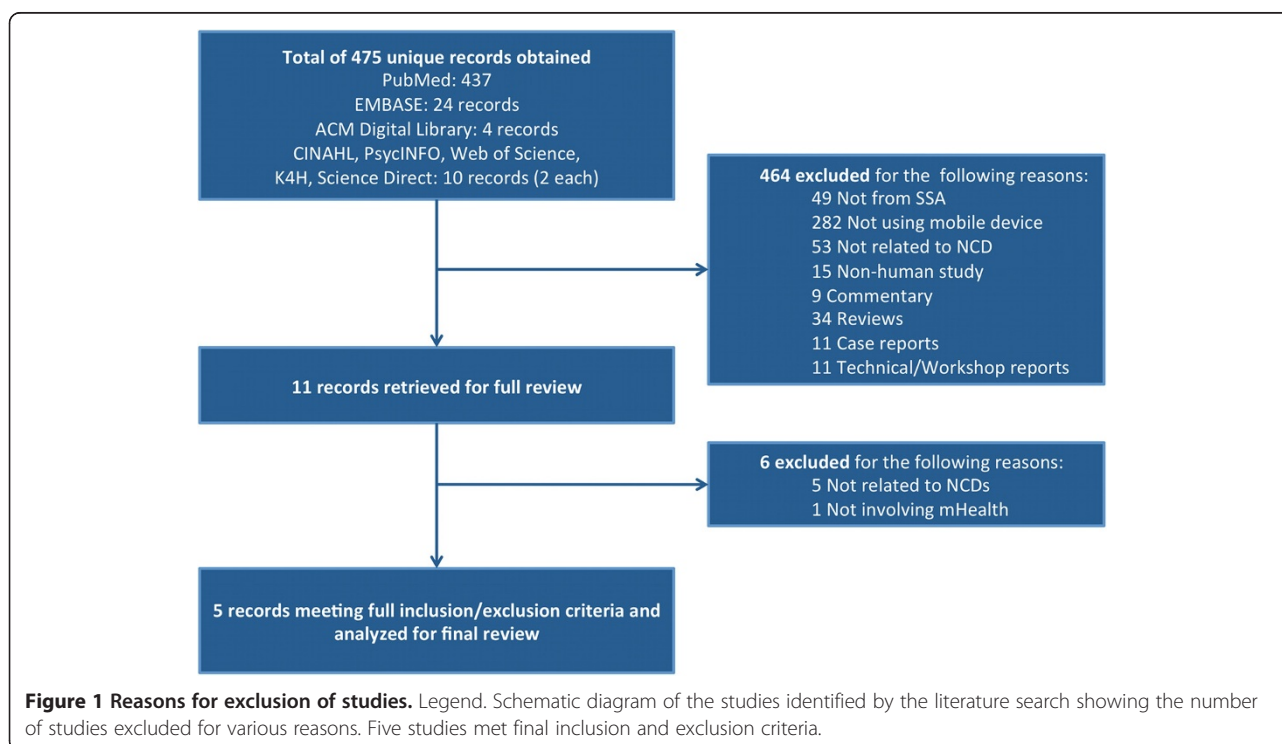 Total of 475 unique records obtained
PubMed: 437
EMBASE: 24 records
ACM Digital Library: 4 records
CINAHL, PsycINFO, Web of Science,
K4H, Science Direct: 10 records (2 each)
464 excluded for the following reasons:
49 Not from SSA
282 Not using mobile device
53 Not related to NCD
15 Non-human study
9 Commentary
34 Reviews
11 Case reports
11 Technical/Workshop reports
11 records retrieved for full review
6 excluded for the following reasons:
5 Not related to NCDs
1 Not involving mHealth
5 records meeting full inclusion/exclusion criteria and
analyzed for final review
Figure 1 Reasons for exclusion of studies. Legend. Schematic diagram of the studies identified by the literature search showing the number
of studies excluded for various reasons. Five studies met final inclusion and exclusion criteria.